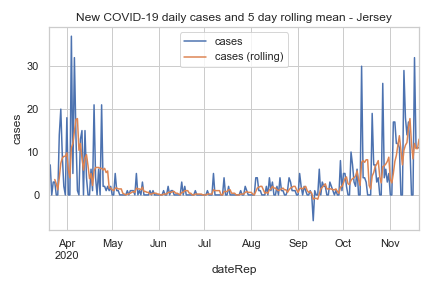 New COVID-19 daily cases and 5 day rolling mean - Jersey
cases
cases (rolling)
cases
30
20
10
0
Apr
2020
May
Jun
Jul
Aug
Sep
Oct
Nov
dateRep